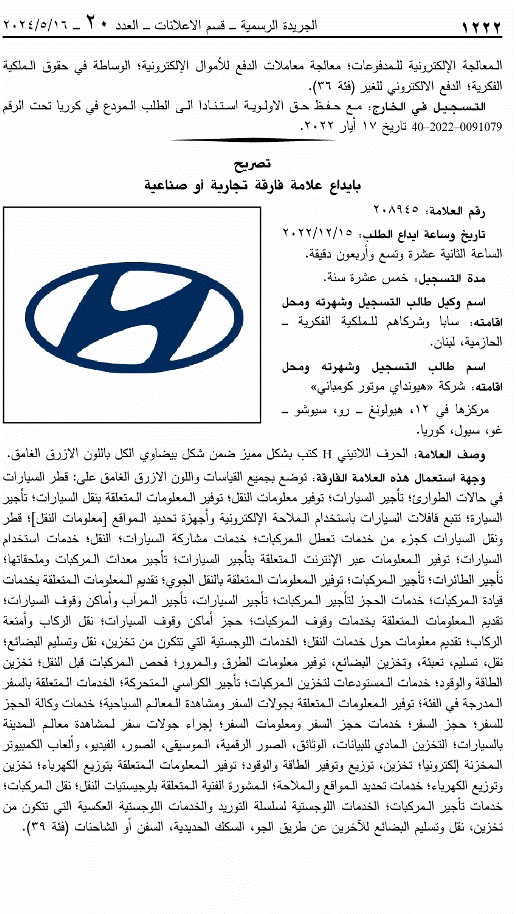 ١٢٢٢ الجريدة الرسمية ــ قسم الاعلانات ــ العدد ٢٠ ــ ٢٠٢٤/٥/١٦
المعالجة الإلكترونية للمدفوعات؛ معالجة معاملات الدفع للأموال الإلكترونية؛ الوساطة في حقوق الملكية
الفكرية؛ الدفع الالكتروني للغير (فئة ٣٦).
التسجيل في الخارج: مع حفظ حق الاولوية استنادا الى الطلب المودع في كوريا تحت الرقم
40-2022-0091079 تاريخ ١٧ أيار ٢٠٢٢.
تصريح
بايداع علامة فارقة تجارية أو صناعية
رقم العلامة: ٢٠٨٩٤٥
تاريخ وساعة ايداع الطلب: ٢٠٢٢/١٢/١٥
الساعة الثانية عشرة وتسع وأربعون دقيقة.
مدة التسجيل: خمس عشرة سنة.
اسم وكيل طالب التسجيل وشهرته ومحل
اقامته: سابا وشركاهم للملكية الفكرية ــ
الحازمية، لبنان.
اسم طالب التسجيل وشهرته ومحل
اقامته: شركة «هيونداي موتور كومباني»
مركزها في ١٢، هيولونغ ــ رو، سيوشو ــ
غو، سيول، كوريا.
وصف العلامة: الحرف اللاتيني H كتب بشكل مميز ضمن شكل بيضاوي الكل باللون الازرق الغامق.
وجهة استعمال هذه العلامة الفارقة: توضع بجميع القياسات واللون الازرق الغامق على: قطر السيارات
في حالات الطوارئ؛ تأجير السيارات؛ توفير معلومات النقل؛ توفير المعلومات المتعلقة بنقل السيارات؛ تأجير
السيارة؛ تتبع قافلات السيارات باستخدام الملاحة الإلكترونية وأجهزة تحديد المواقع [معلومات النقل]؛ قطر
ونقل السيارات كجزء من خدمات تعطل المركبات؛ خدمات مشاركة السيارات؛ النقل؛ خدمات استخدام
السيارات؛ توفير المعلومات عبر الإنترنت المتعلقة بتأجير السيارات؛ تأجير معدات المركبات وملحقاتها؛
تأجير الطائرات؛ تأجير المركبات؛ توفير المعلومات المتعلقة بالنقل الجوي؛ تقديم المعلومات المتعلقة بخدمات
قيادة المركبات؛ خدمات الحجز لتأجير المركبات؛ تأجير السيارات، تأجير المرآب وأماكن وقوف السيارات؛
تقديم المعلومات المتعلقة بخدمات وقوف المركبات؛ حجز أماكن وقوف السيارات؛ نقل الركاب وأمتعة
الركاب؛ تقديم معلومات حول خدمات النقل؛ الخدمات اللوجستية التي تتكون من تخزين، نقل وتسليم البضائع؛
نقل، تسليم، تعبئة، وتخزين البضائع، توفير معلومات الطرق والمرور؛ فحص المركبات قبل النقل؛ تخزين
الطاقة والوقود؛ خدمات المستودعات لتخزين المركبات؛ تأجير الكراسي المتحركة؛ الخدمات المتعلقة بالسفر
المدرجة في الفئة؛ توفير المعلومات المتعلقة بجولات السفر ومشاهدة المعالم السياحية؛ خدمات وكالة الحجز
للسفر؛ حجز السفر؛ خدمات حجز السفر ومعلومات السفر؛ إجراء جولات سفر لمشاهدة معالم المدينة
بالسيارات؛ التخزين المادي للبيانات، الوثائق، الصور الرقمية، الموسيقى، الصور، الفيديو، وألعاب الكمبيوتر
المخزنة إلكترونيا؛ تخزين، توزيع وتوفير الطاقة والوقود؛ توفير المعلومات المتعلقة بتوزيع الكهرباء؛ تخزين
وتوزيع الكهرباء؛ خدمات تحديد المواقع والملاحة؛ المشورة الفنية المتعلقة بلوجيستيات النقل؛ نقل المركبات؛
خدمات تأجير المركبات؛ الخدمات اللوجستية لسلسلة التوريد والخدمات اللوجستية العكسية التي تتكون من
تخزين، نقل وتسليم البضائع للآخرين عن طريق الجو، السكك الحديدية، السفن أو الشاحنات (فئة ٣٩).